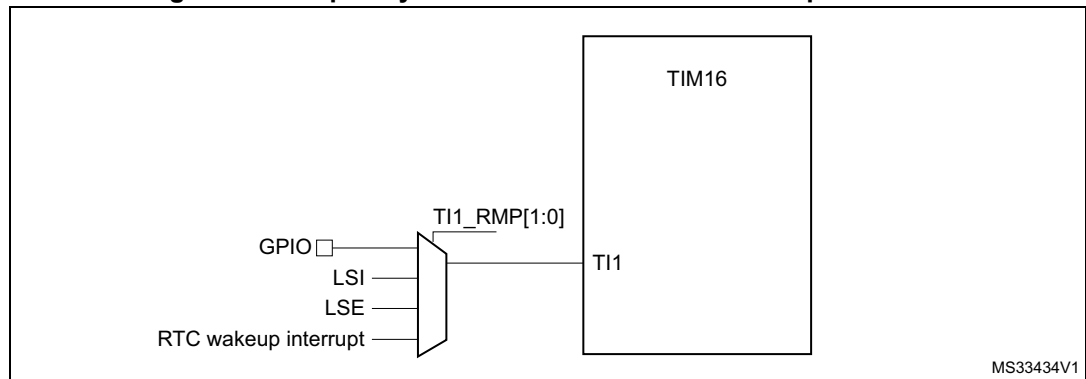 TIM16
TI1_RMP[1:0]
GPIO
TI1
LSI
LSE
RTC wakeup interrupt
MS33434V1